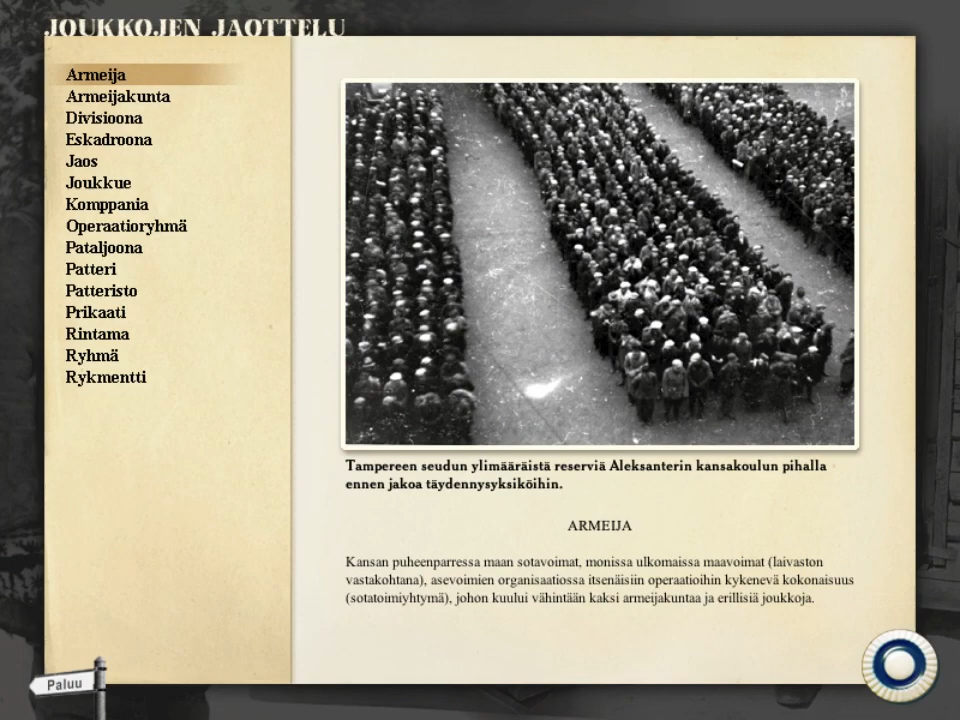 JOUKKOJEN JAOTTELU
Armeija
Armeijakunta
Divisioona
Eskadroona
Jaos
Joukkue
Komppania
Operaatioryhmä
Pataljoona
Patteri
Patteristo
Prikaati
Rintama
Ryhmä
Rykmentti
Tampereen seudun ylimääräistä reserviä Aleksanterin kansakoulun pihalla
ennen jakoa täydennysyksiköihin.
ARMEIJA
Kansan puheenparressa maan sotavoimat, monissa ulkomaissa maavoimat (laivaston
vastakohtana), asevoimien organisaatiossa itsenäisiin operaatioihin kykenevä kokonaisuus
(sotatoimiyhtymä), johon kuului vähintään kaksi armeijakuntaa ja erillisiä joukkoja.
Paluu